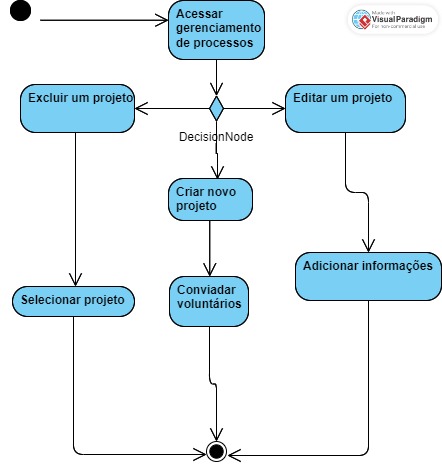 Made with
Visual Paradigm
For non-commercial use
Acessar
gerenciamento
de processos
Excluir um projeto
Editar um projeto
DecisionNode
Criar novo
projeto
Adicionar informações
Conviadar
voluntários
Selecionar projeto